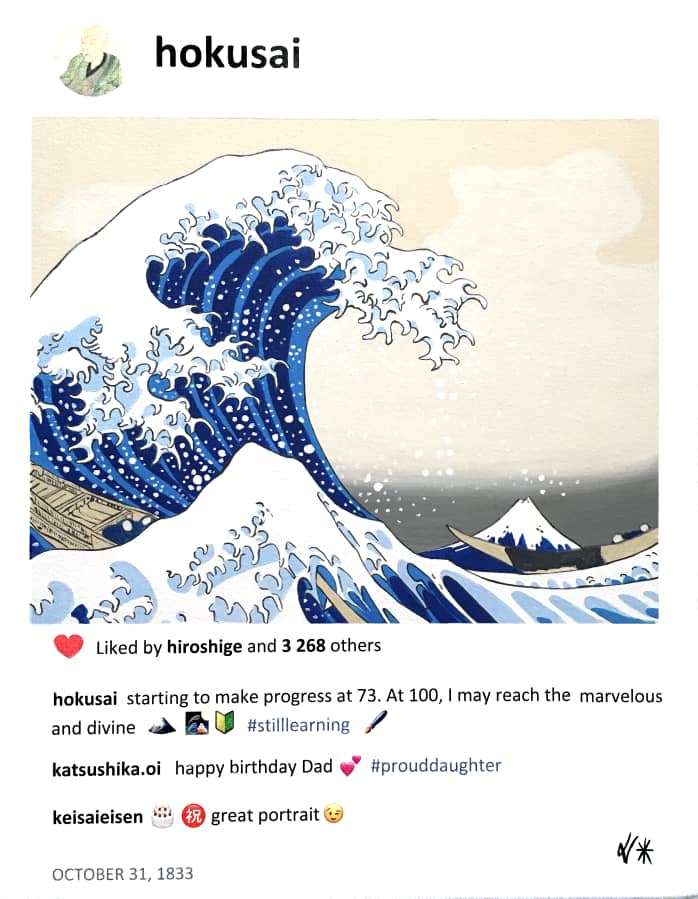 hokusai
Liked by hiroshige and 3 268 others
hokusai starting to make progress at 73. At 100, I may reach the marvelous
and divine 🗻 🌊 🔰 #stilllearning 🖌️
katsushika.oi happy birthday Dad 💕 #prouddaughter
keisaieisen 🎂 ㊗️ great portrait 😉
OCTOBER 31, 1833